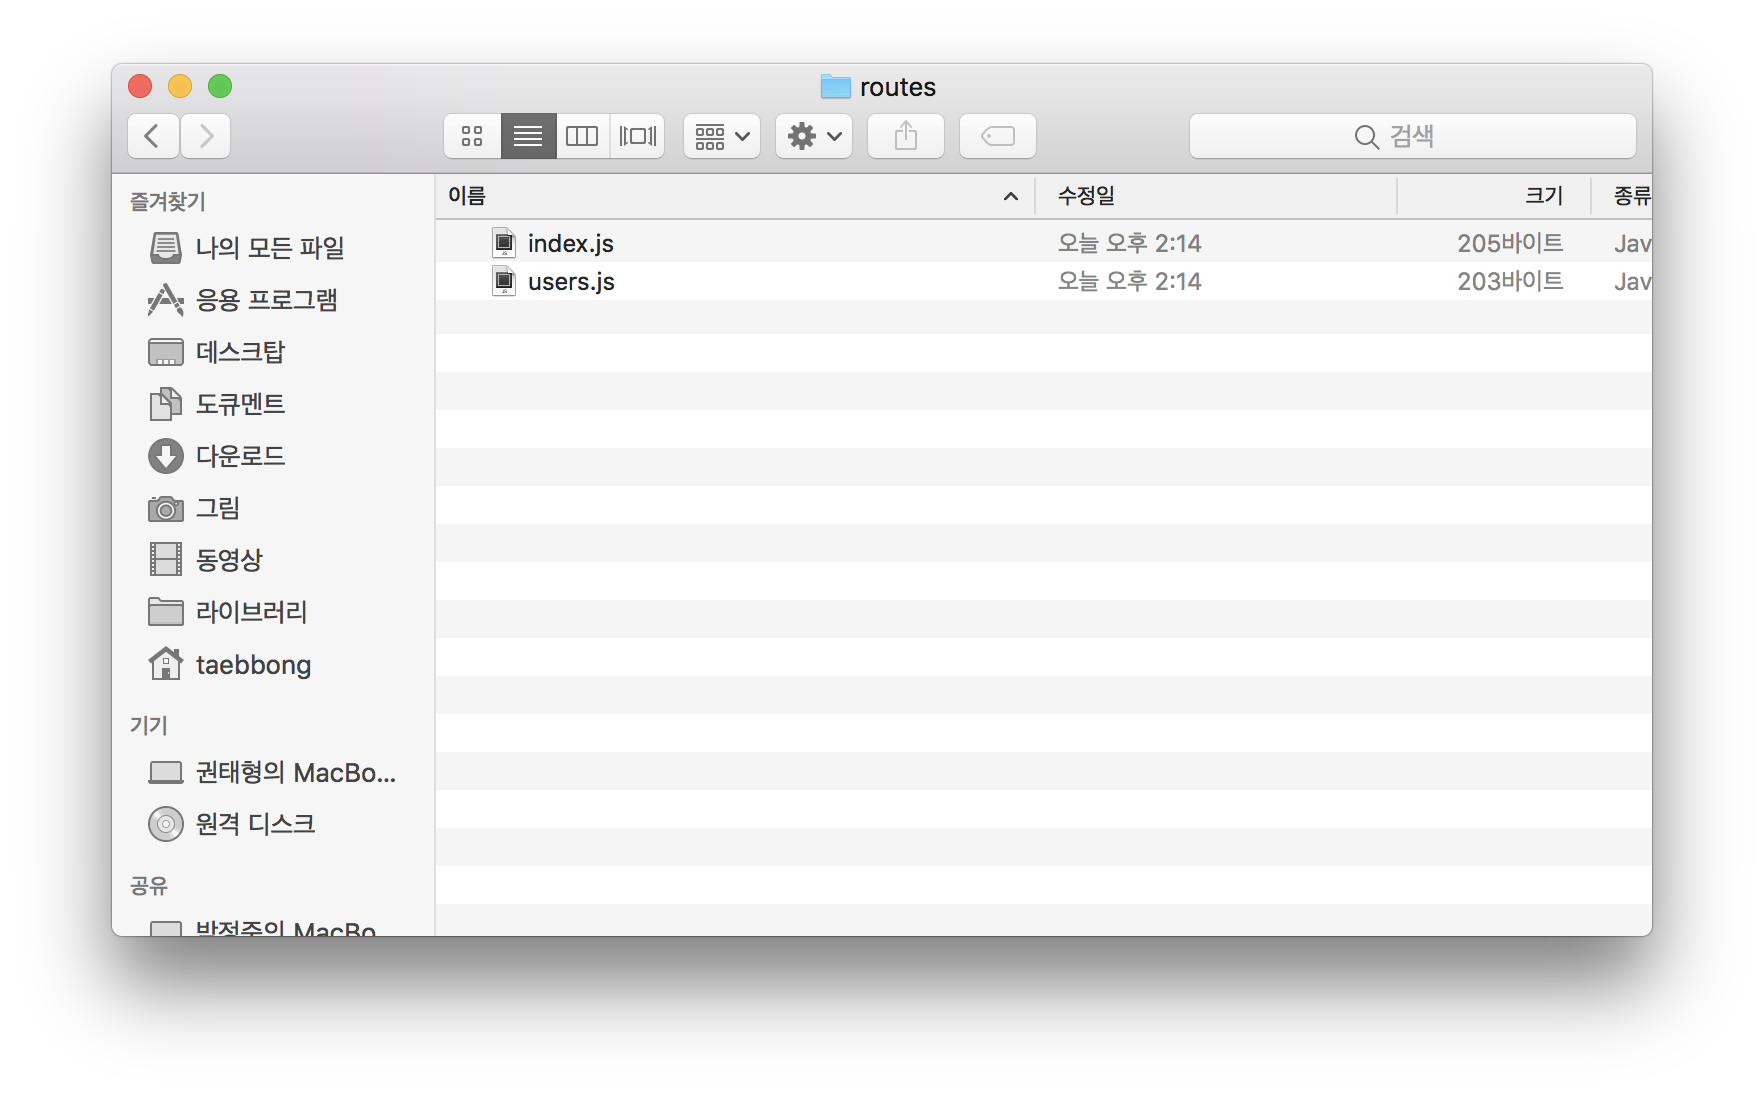 routes
검색
즐겨찾기
나의 모든 파일
응용 프로그램
데스크탑
도큐멘트
다운로드
그림
동영상
라이브러리
taebbong
기기
권태형의 MacBo...
원격 디스크
공유
MacBo
이름 수정일 크기 종류
index.js 오늘 오후 2:14 205바이트 Jav
users.js 오늘 오후 2:14 203바이트 Jav